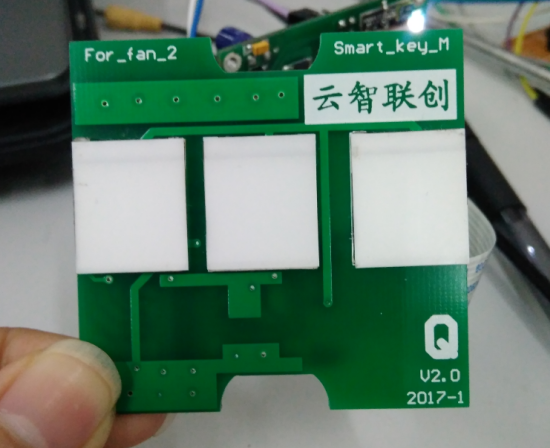 For_fan_2
Smart_key_M
云智联创
Q
V2.0
2017-1